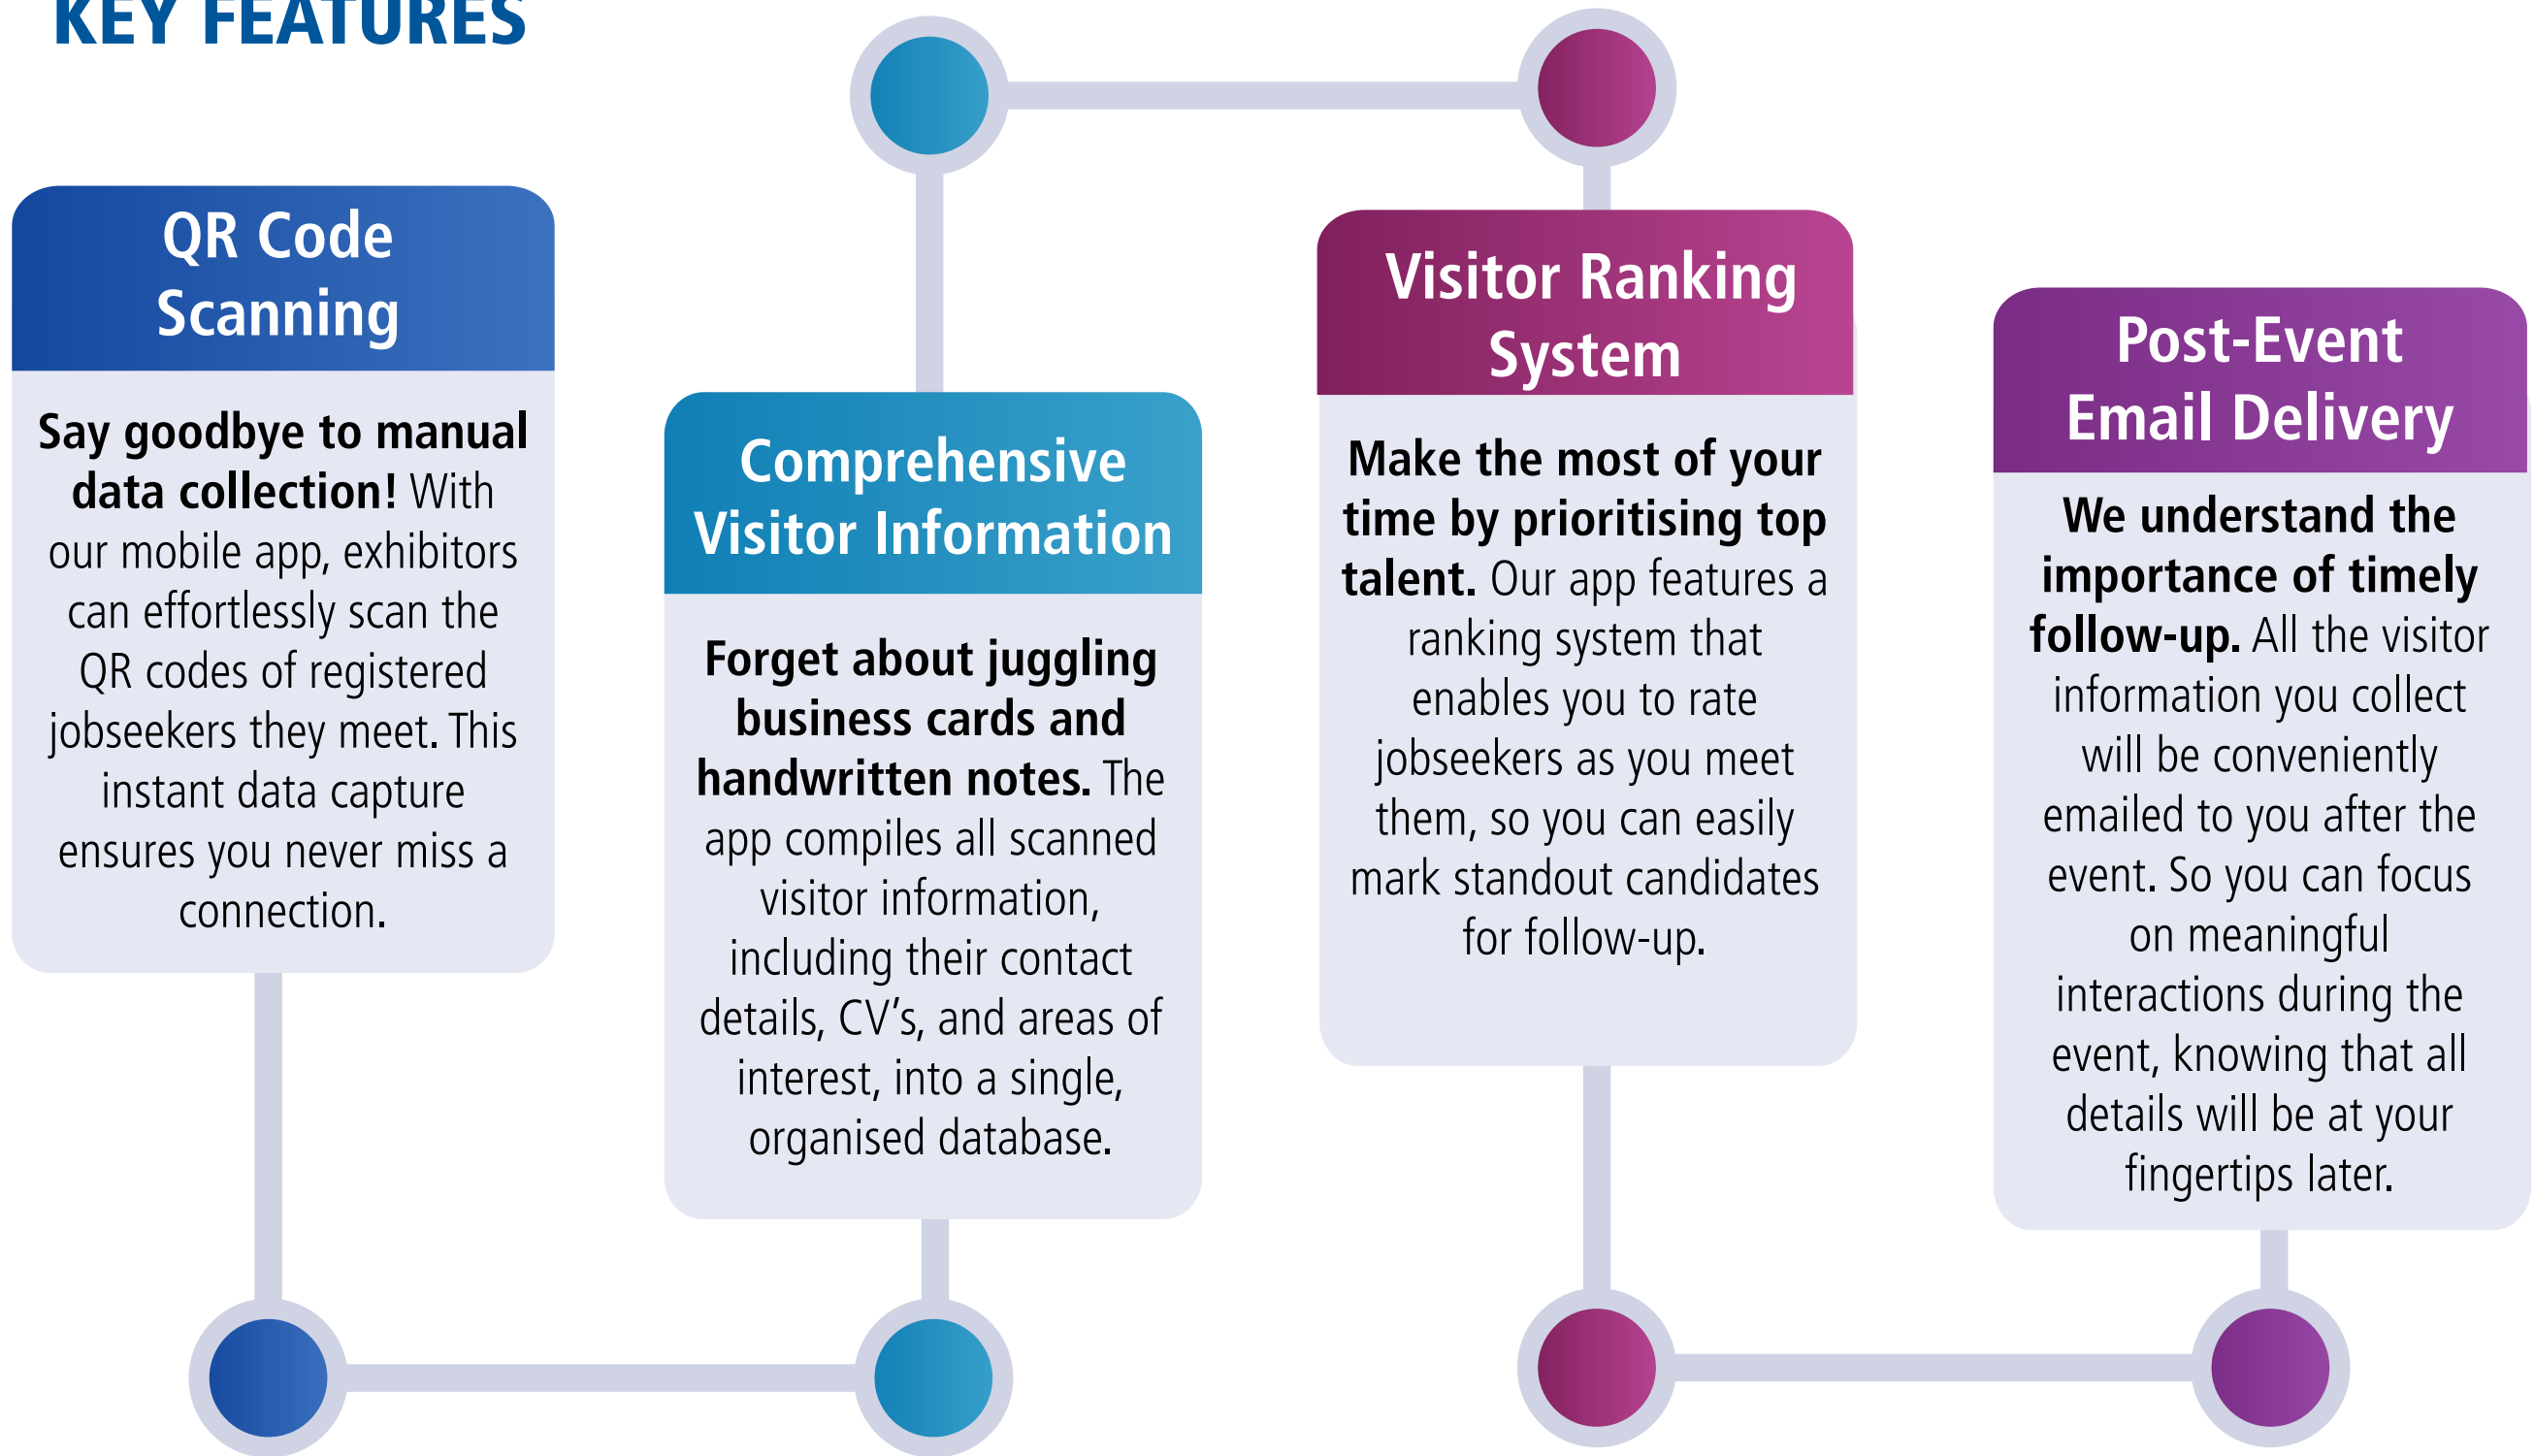 KEY FEATURES
QR Code
Scanning
Say goodbye to manual
data collection! With
our mobile app, exhibitors
can effortlessly scan the
QR codes of registered
jobseekers they meet. This
instant data capture
ensures you never miss a
connection.
Comprehensive
Visitor Information
Forget about juggling
business cards and
handwritten notes. The
app compiles all scanned
visitor information,
including their contact
details, CV's, and areas of
interest, into a single,
organised database.
Visitor Ranking
System
Make the most of your
time by prioritising top
talent. Our app features a
ranking system that
enables you to rate
jobseekers as you meet
them, so you can easily
mark standout candidates
for follow-up.
Post-Event
Email Delivery
We understand the
importance of timely
follow-up. All the visitor
information you collect
will be conveniently
emailed to you after the
event. So you can focus
on meaningful
interactions during the
event, knowing that all
details will be at your
fingertips later.